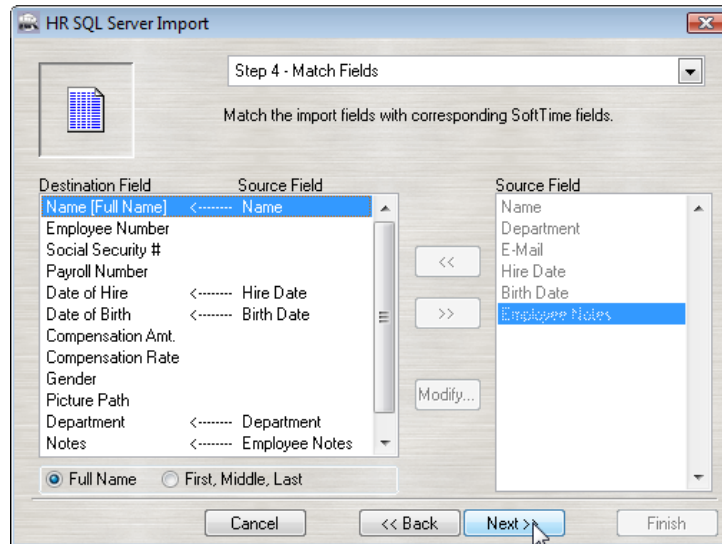 HR SQL Server Import
Step 4 - Match Fields
Match the import fields with corresponding SoftTime fields.
Destination Field Source Field
Name [Full Name] <-------- Name
Employee Number
Social Security #
Payroll Number
Date of Hire <-------- Hire Date
Date of Birth <-------- Birth Date
Compensation Amt.
Compensation Rate
Gender
Picture Path
Department <-------- Department
Notes <-------- Employee Notes
Full Name First, Middle, Last
<<
>>
Modify...
Source Field
Name
Department
E-Mail
Hire Date
Birth Date
Employee Notes
Cancel << Back Next >> Finish